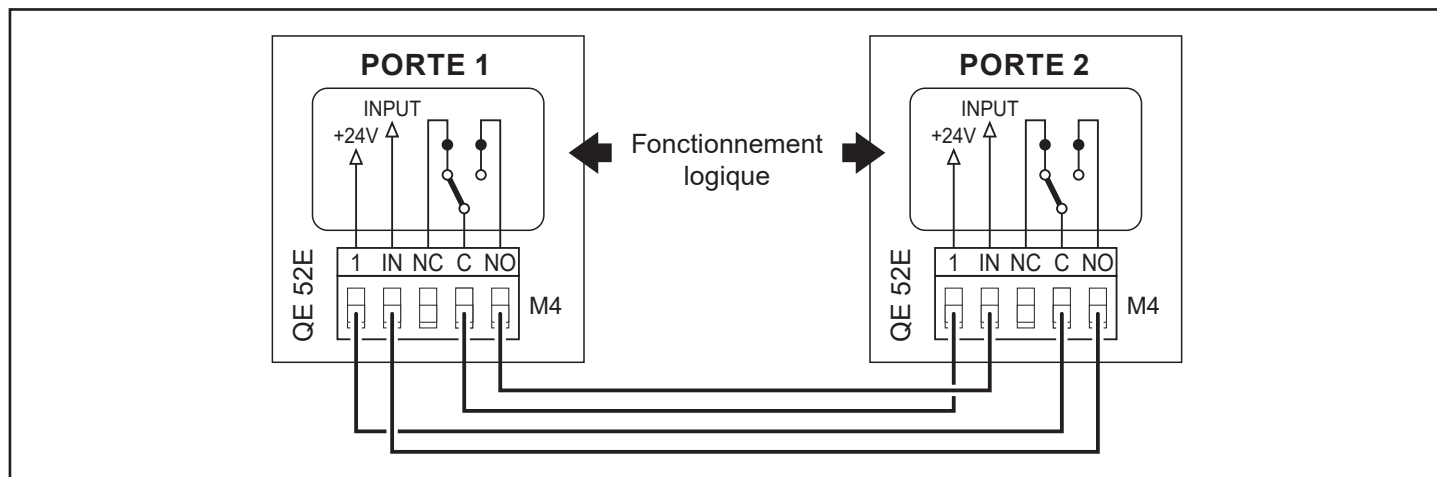 PORTE 1
INPUT
+24V
1 IN NC C NO
QE 52E
M4
Fonctionnement
logique
PORTE 2
INPUT
+24V
1 IN NC C NO
QE 52E
M4